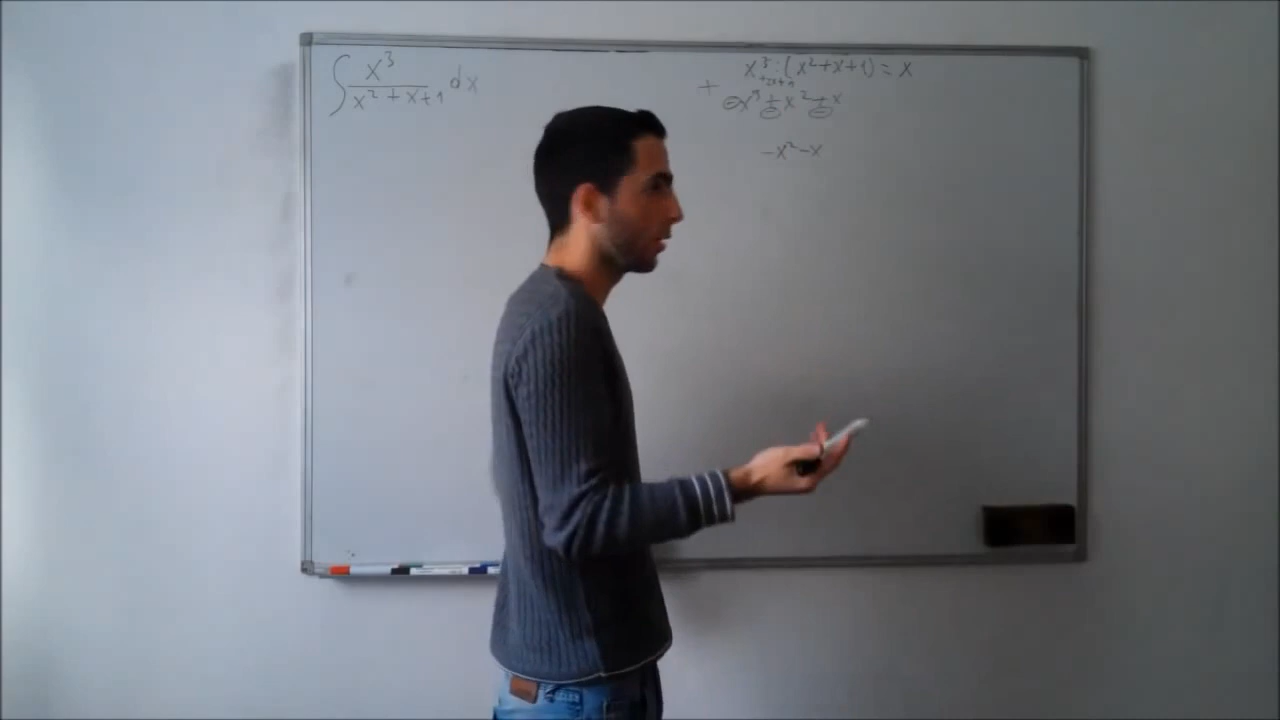 ∫ x³/(x² + x+1) dx
x³ : (x²+x+1) = x
+ -x³ + x² + x
-x² - x